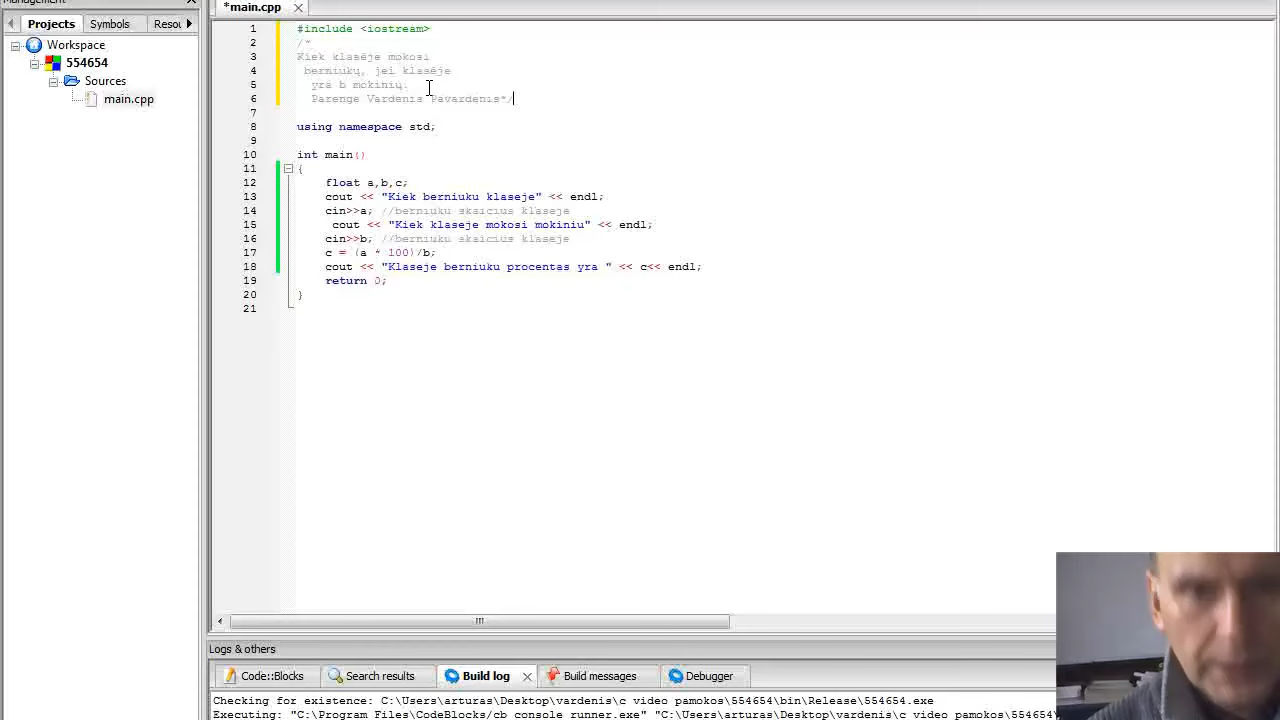 Management
*main.cpp
Projects
Symbols
Resou
Workspace
554654
Sources
main.cpp
1 #include <iostream>
2 /*
3 Kiek klasėje mokosi
4 berniukų, jei klasėje
5 yra b mokinių.
6 Parenge Vardenis Pavardenis*/
7
8 using namespace std;
9
10 int main()
11 {
12 float a,b,c;
13 cout << "Kiek berniuku klaseje" << endl;
14 cin>>a; //berniuku skaicius klaseje
15 cout << "Kiek klaseje mokosi mokiniu" << endl;
16 cin>>b; //berniuku skaicius klaseje
17 c = (a * 100)/b;
18 cout << "Klaseje berniuku procentas yra " << c<< endl;
19 return 0;
20 }
21
Logs & others
Code::Blocks
Search results
Build log
Build messages
Debugger
Checking for existence: C:\Users\arturas\Desktop\vardenis\c video pamokos\554654\bin\Release\554654.exe
Executing: "C:\Program Files\CodeBlocks/cb_console_runner.exe" "C:\Users\arturas\Desktop\vardenis\c video pamokos\554654